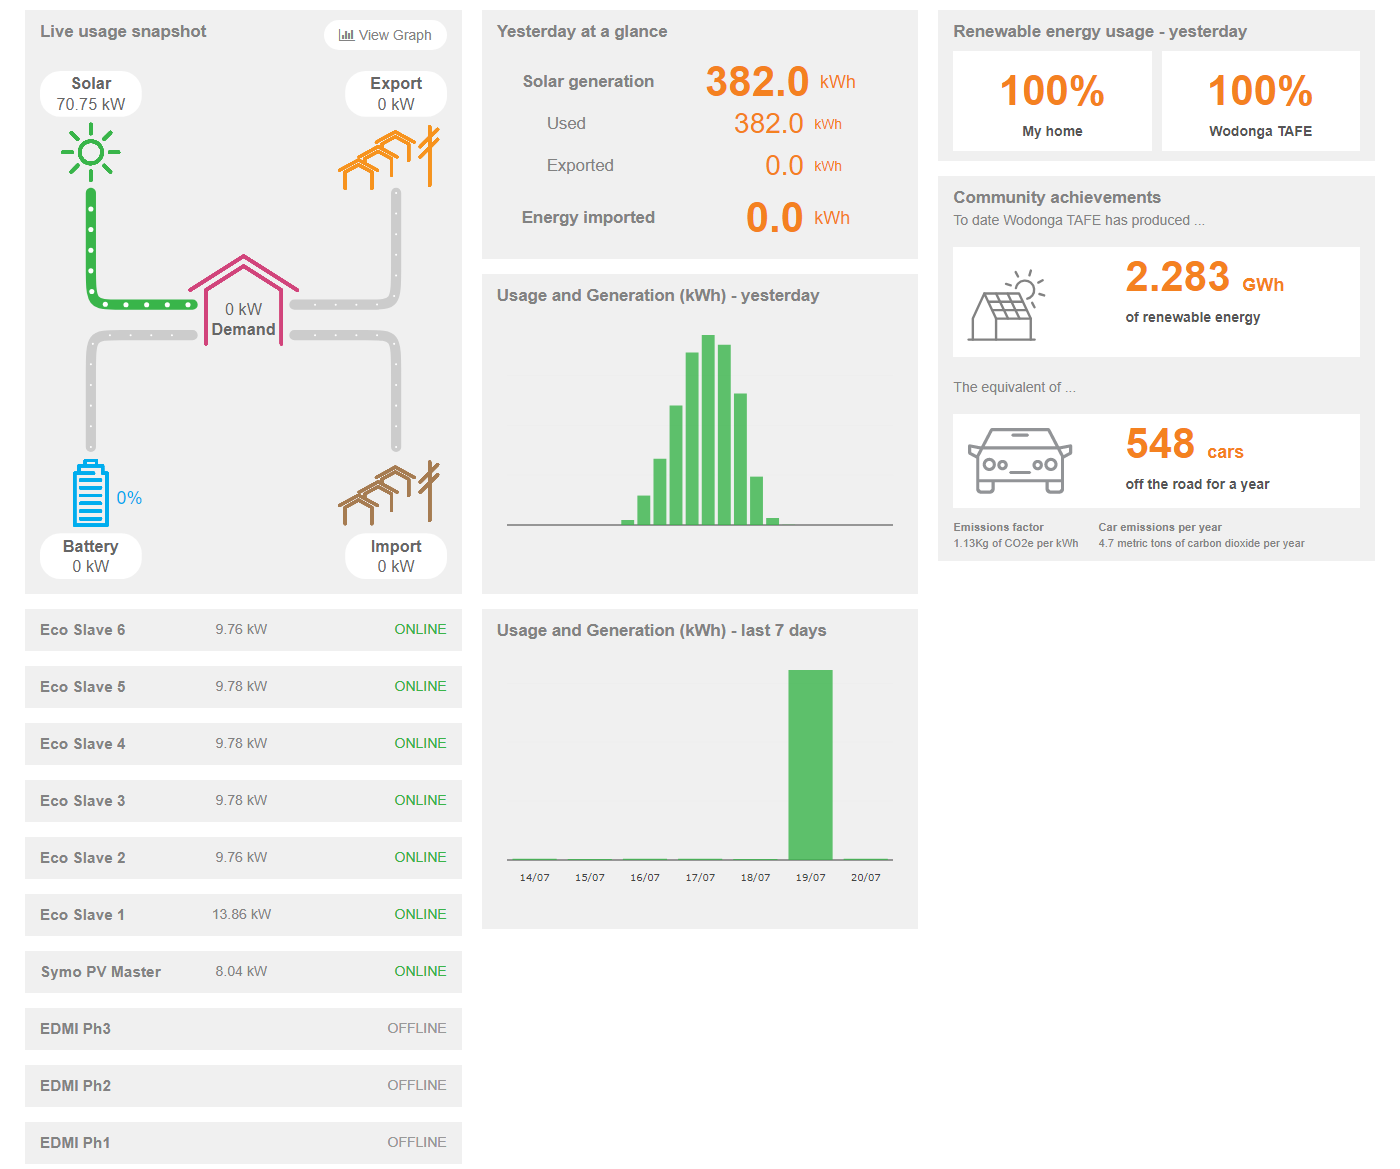 Live usage snapshot
View Graph
Solar
70.75 kW
Export
0 kW
0 kW
Demand
0%
Battery
0 kW
Import
0 kW
Eco Slave 6 9.76 kW ONLINE
Eco Slave 5 9.78 kW ONLINE
Eco Slave 4 9.78 kW ONLINE
Eco Slave 3 9.78 kW ONLINE
Eco Slave 2 9.76 kW ONLINE
Eco Slave 1 13.86 kW ONLINE
Symo PV Master 8.04 kW ONLINE
EDMI Ph3 OFFLINE
EDMI Ph2 OFFLINE
EDMI Ph1 OFFLINE
Yesterday at a glance
Solar generation 382.0 kWh
Used 382.0 kWh
Exported 0.0 kWh
Energy imported 0.0 kWh
Usage and Generation (kWh) - yesterday
Usage and Generation (kWh) - last 7 days
14/07 15/07 16/07 17/07 18/07 19/07 20/07
Renewable energy usage - yesterday
100%
My home
100%
Wodonga TAFE
Community achievements
To date Wodonga TAFE has produced ...
2.283 GWh
of renewable energy
The equivalent of ...
548 cars
off the road for a year
Emissions factor
1.13Kg of CO2e per kWh
Car emissions per year
4.7 metric tons of carbon dioxide per year